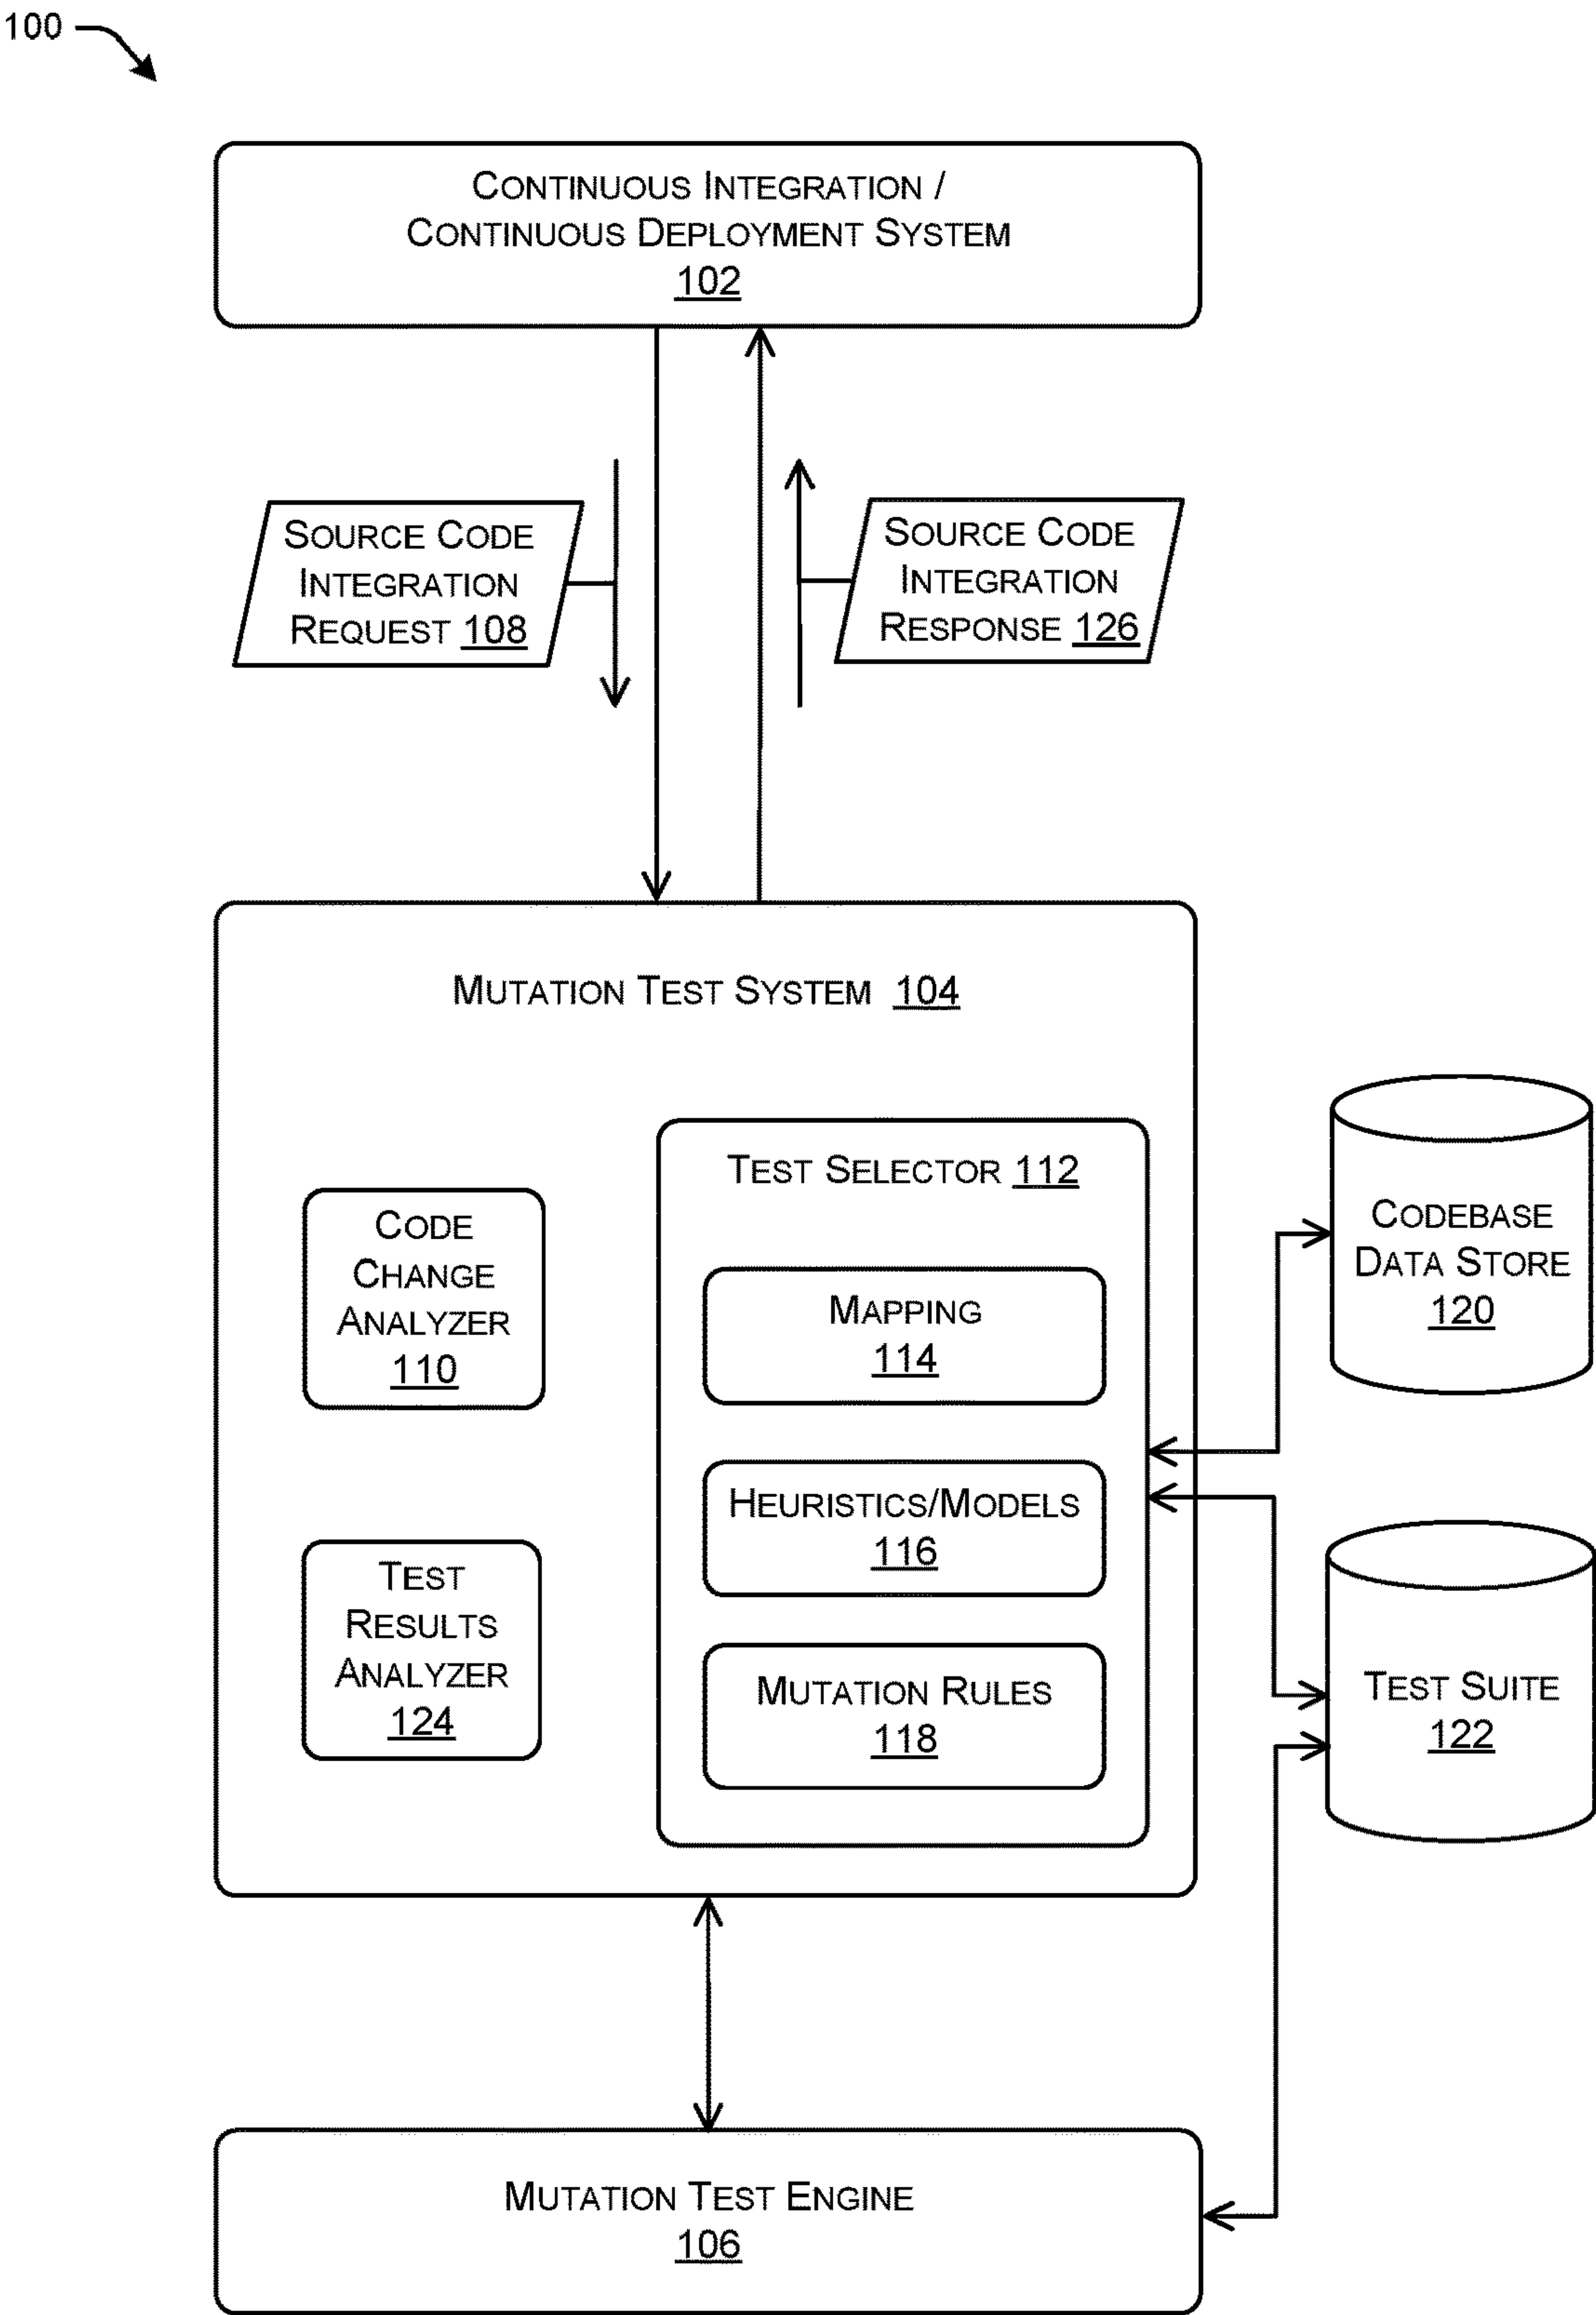 100
CONTINUOUS INTEGRATION /
CONTINUOUS DEPLOYMENT SYSTEM
102
SOURCE CODE
INTEGRATION
REQUEST 108
SOURCE CODE
INTEGRATION
RESPONSE 126
MUTATION TEST SYSTEM 104
TEST SELECTOR 112
CODE
CHANGE
ANALYZER
110
MAPPING
114
CODEBASE
DATA STORE
120
HEURISTICS/MODELS
116
TEST
RESULTS
ANALYZER
124
MUTATION RULES
118
TEST SUITE
122
MUTATION TEST ENGINE
106